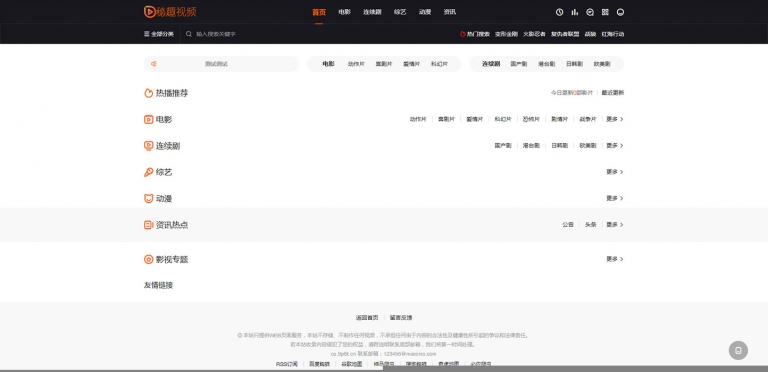 秘趣视频 首页 电影 连续剧 综艺 动漫 资讯
全部分类 输入搜索关键字 热门搜索 变形金刚 火影忍者 复仇者联盟 战狼 红海行动
测试测试 电影 动作片 喜剧片 爱情片 科幻片 连续剧 国产剧 港台剧 日韩剧 欧美剧
热播推荐 今日更新0部影片 最近更新
电影 动作片 喜剧片 爱情片 科幻片 恐怖片 剧情片 战争片 更多
连续剧 国产剧 港台剧 日韩剧 欧美剧 更多
综艺 更多
动漫 更多
资讯热点 公告 头条 更多
影视专题 更多
友情链接
返回首页 留言反馈
© 本站只提供WEB页面服务，本站不存储、不制作任何视频，不承担任何由于内容的合法性及健康性所引起的争议和法律责任。
若本站收录内容侵犯了您的权益，请附说明联系底部邮箱，我们将第一时间处理。
联系邮箱：
RSS订阅 百度蜘蛛 谷歌地图 神马爬虫 搜狗蜘蛛 奇虎地图 必应爬虫